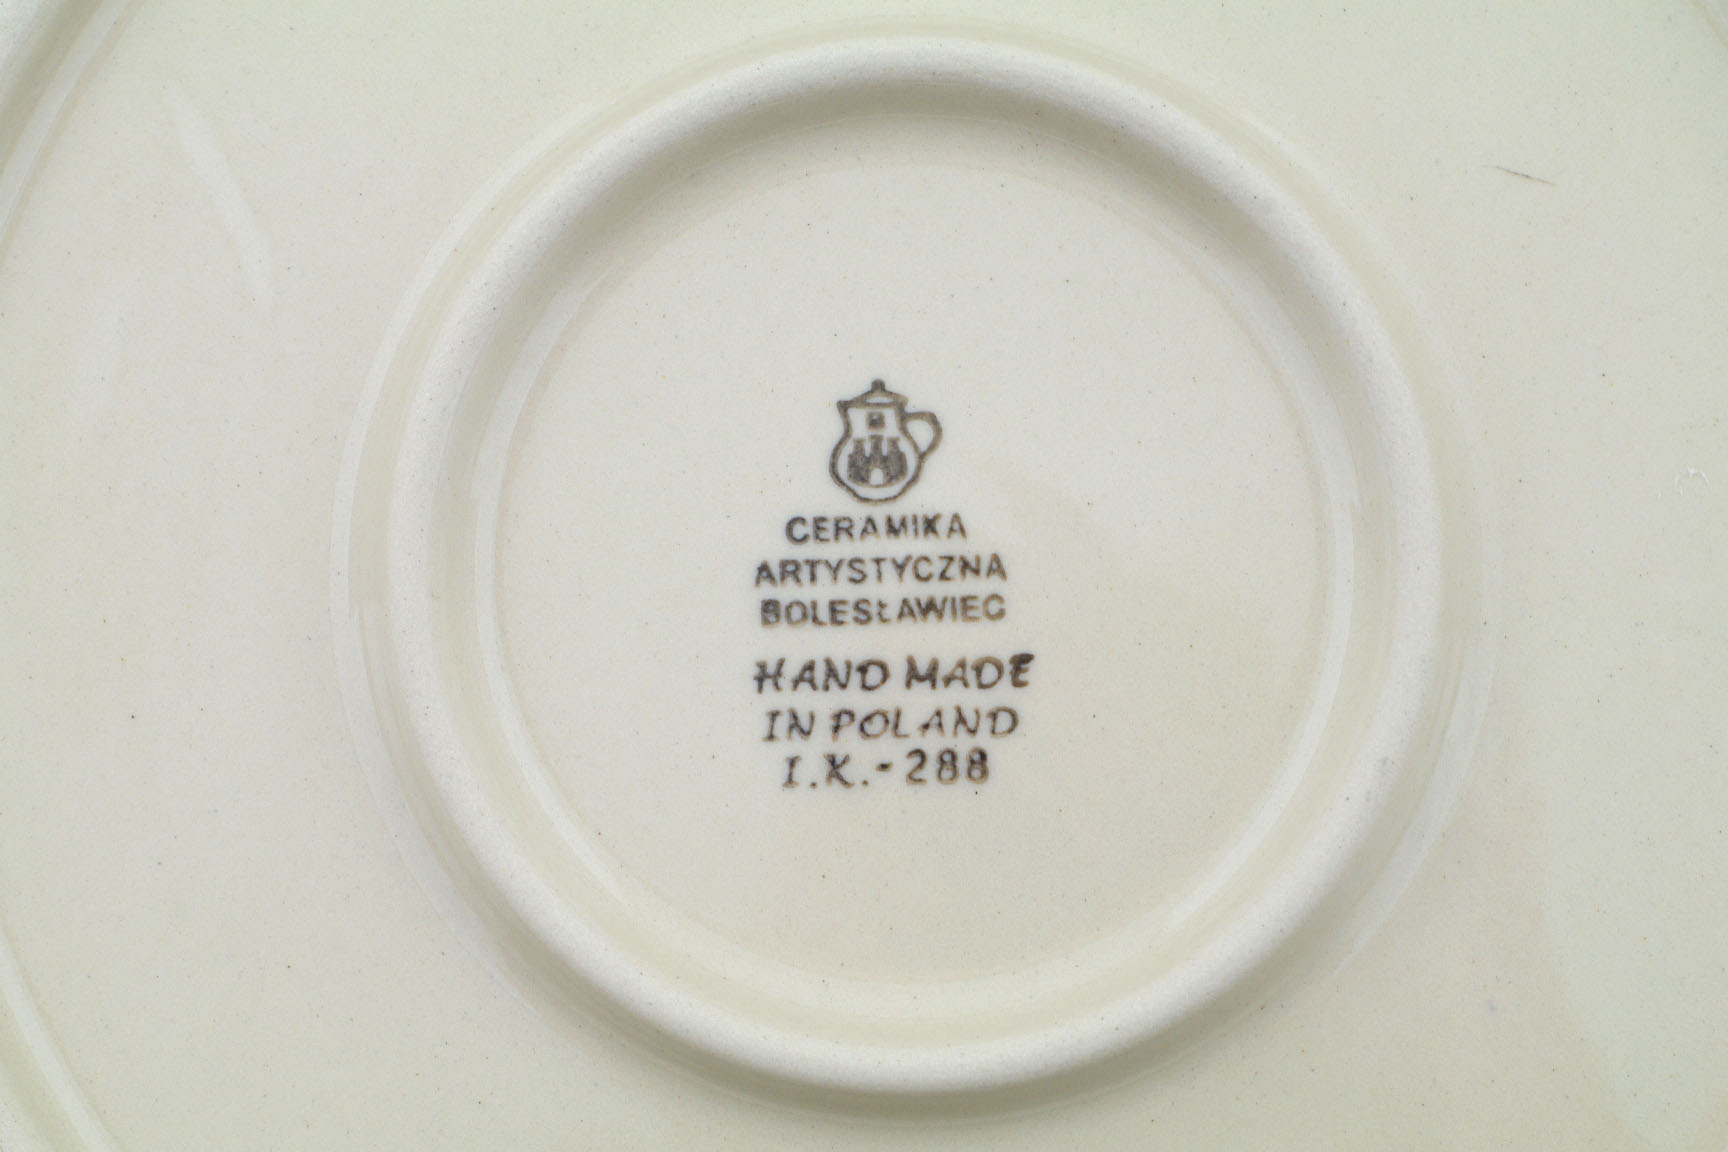 CERAMIKA
ARTYSTYCZNA
BOLESŁAWIEC
HAND MADE
IN POLAND
I.K.-288